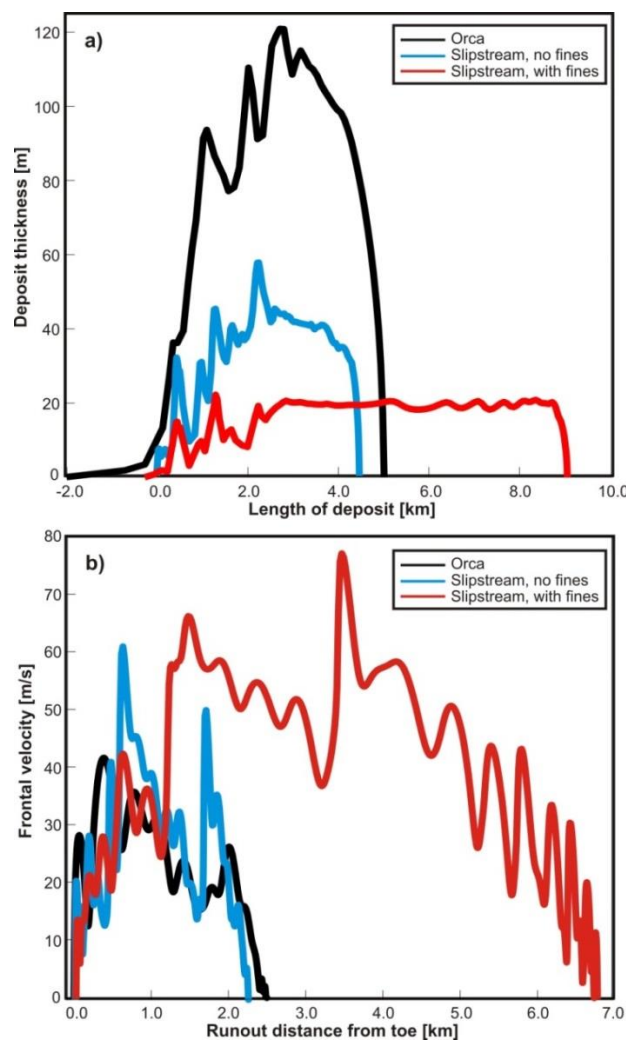 120
a)
Orca
Slipstream, no fines
Slipstream, with fines
100
80
60
40
20
0
Deposit thickness [m]
-2.0 0.0 2.0 4.0 6.0 8.0 10.0
Length of deposit [km]
80
b)
Orca
Slipstream, no fines
Slipstream, with fines
70
60
50
40
30
20
10
0
Frontal velocity [m/s]
0.0 1.0 2.0 3.0 4.0 5.0 6.0 7.0
Runout distance from toe [km]